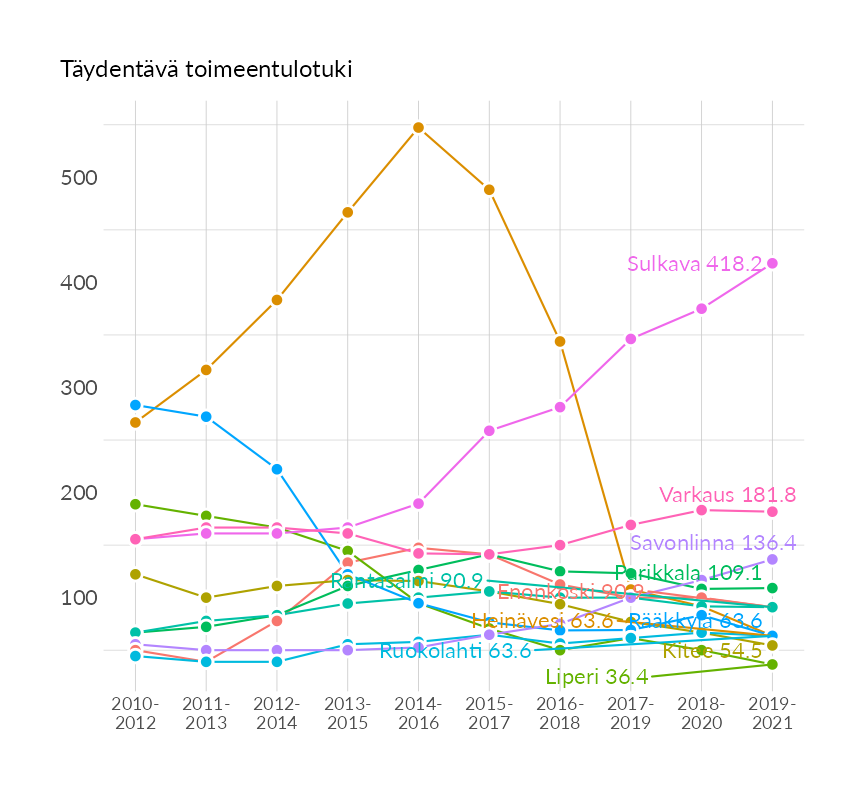 Täydentävä toimeentulotuki
500
400
300
200
100
Sulkava 418.2
Varkaus 181.8
Savonlinna 136.4
Parikkala 109.1
Rantasalmi 90.9
Enonkoski 90.9
Heinävesi 63.6
Rääkkylä 63.6
Ruokolahti 63.6
Kitee 54.5
Liperi 36.4
2010-
2012
2011-
2013
2012-
2014
2013-
2015
2014-
2016
2015-
2017
2016-
2018
2017-
2019
2018-
2020
2019-
2021